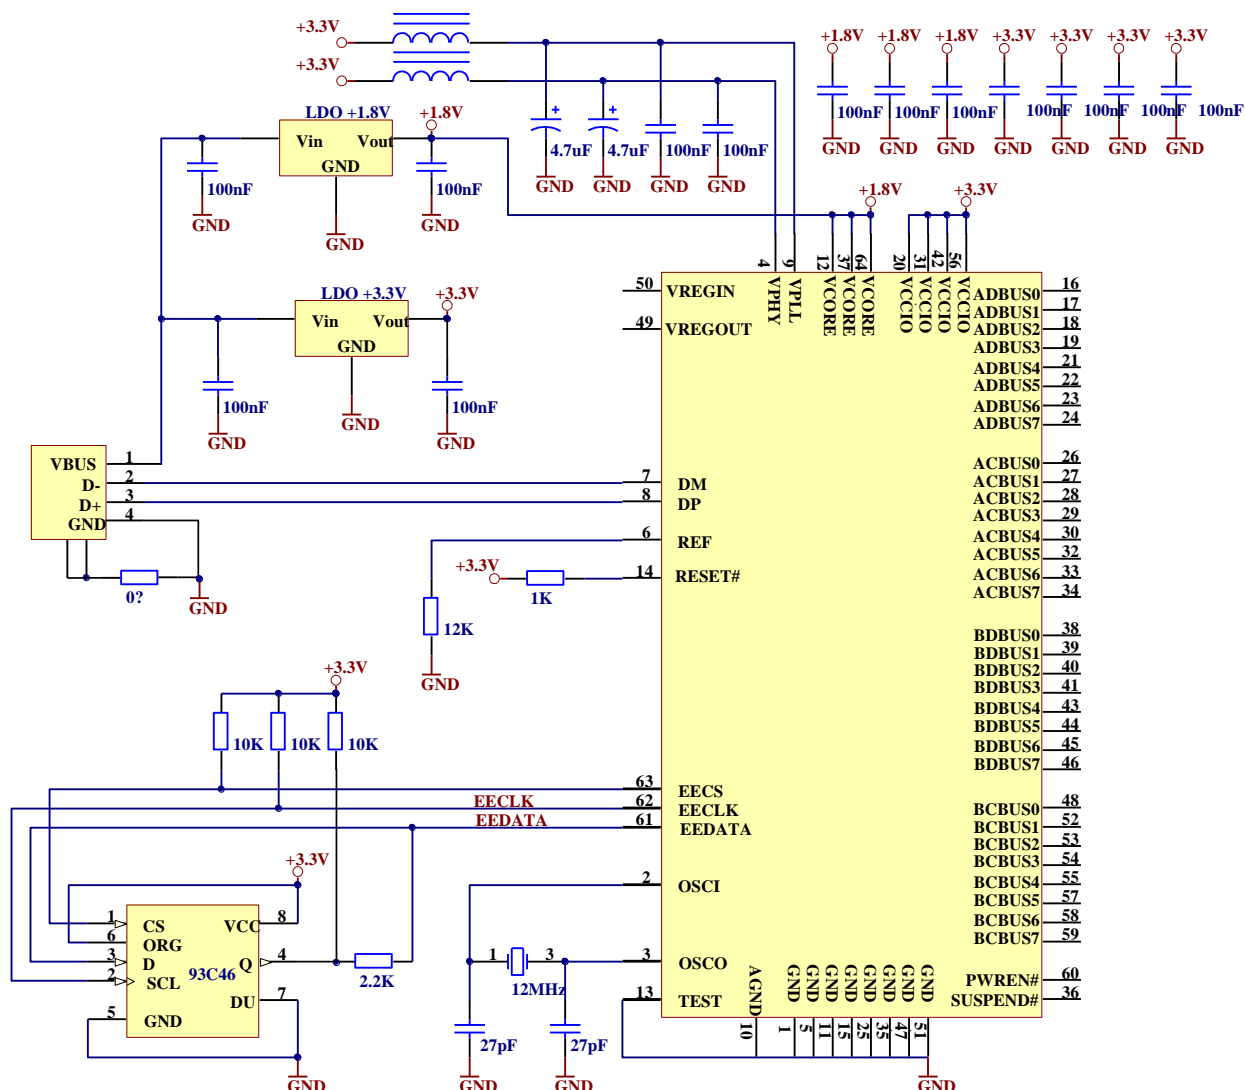 +3.3V
+3.3V
4.7uF
4.7uF
100nF
100nF
GND
GND
GND
GND
+1.8V
+1.8V
+1.8V
+3.3V
+3.3V
+3.3V
+3.3V
100nF
100nF
100nF
100nF
100nF
100nF
100nF
GND
GND
GND
GND
GND
GND
GND
LDO +1.8V
+1.8V
Vin
Vout
GND
100nF
100nF
GND
GND
GND
LDO +3.3V
+3.3V
Vin
Vout
GND
100nF
100nF
GND
GND
GND
+1.8V
+3.3V
4
9
12
37
64
20
31
42
56
VPHY
VPLL
VCORE
VCORE
VCORE
VCCIO
VCCIO
VCCIO
VCCIO
50
VREGIN
49
VREGOUT
VBUS
1
D-
2
D+
3
GND
4
0?
GND
7
DM
8
DP
6
REF
14
RESET#
+3.3V
1K
12K
GND
+3.3V
10K
10K
10K
EECLK
EEDATA
63
EECS
62
EECLK
61
EEDATA
2
OSCI
3
OSCO
13
TEST
+3.3V
1
CS
6
ORG
3
D
2
SCL
5
GND
VCC
8
Q
4
DU
7
93C46
2.2K
GND
1
3
12MHz
27pF
27pF
GND
GND
AGND
GND
GND
GND
GND
GND
GND
GND
GND
10
1
5
11
15
25
35
47
51
GND
ADBUS0
16
ADBUS1
17
ADBUS2
18
ADBUS3
19
ADBUS4
21
ADBUS5
22
ADBUS6
23
ADBUS7
24
ACBUS0
26
ACBUS1
27
ACBUS2
28
ACBUS3
29
ACBUS4
30
ACBUS5
32
ACBUS6
33
ACBUS7
34
BDBUS0
38
BDBUS1
39
BDBUS2
40
BDBUS3
41
BDBUS4
43
BDBUS5
44
BDBUS6
45
BDBUS7
46
BCBUS0
48
BCBUS1
52
BCBUS2
53
BCBUS3
54
BCBUS4
55
BCBUS5
57
BCBUS6
58
BCBUS7
59
PWREN#
60
SUSPEND#
36